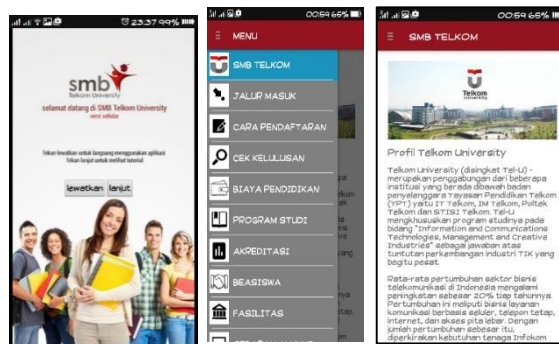 23:37 99%
smb
Telkom University
selamat datang di SMB Telkom University
versi selular
Tekan lewatkan untuk langsung menggunakan aplikasi
Tekan lanjut untuk melihat tutorial
lewatkan lanjut
00:59 65%
MENU
SMB TELKOM
JALUR MASUK
CARA PENDAFTARAN
CEK KELULUSAN
BIAYA PENDIDIKAN
PROGRAM STUDI
AKREDITASI
BEASISWA
FASILITAS
00:59 65%
SMB TELKOM
Telkom
University
Profil Telkom University
Telkom University (disingkat Tel-U) -
merupakan penggabungan dari beberapa
institusi yang berada dibawah badan
penyelenggara Yayasan Pendidikan Telkom
(YPT) yaitu IT Telkom, IM Telkom, Poltek
Telkom dan STISI Telkom. Tel-U
mengkhususkan program studinya pada
bidang "Information and Communications
Technologies, Management and Creative
Industries" sebagai jawaban atas
tuntutan perkembangan industri TIK yang
begitu pesat.
Rata-rata pertumbuhan sektor bisnis
telekomunikasi di Indonesia mengalami
peningkatan sebesar 20% tiap tahunnya.
Pertumbuhan ini meliputi bisnis layanan
komunikasi berbasis seluler, telepon tetap,
internet, dan akses pita lebar. Dengan
jumlah pertumbuhan sebesar itu,
diperkirakan kebutuhan tenaga Infokom